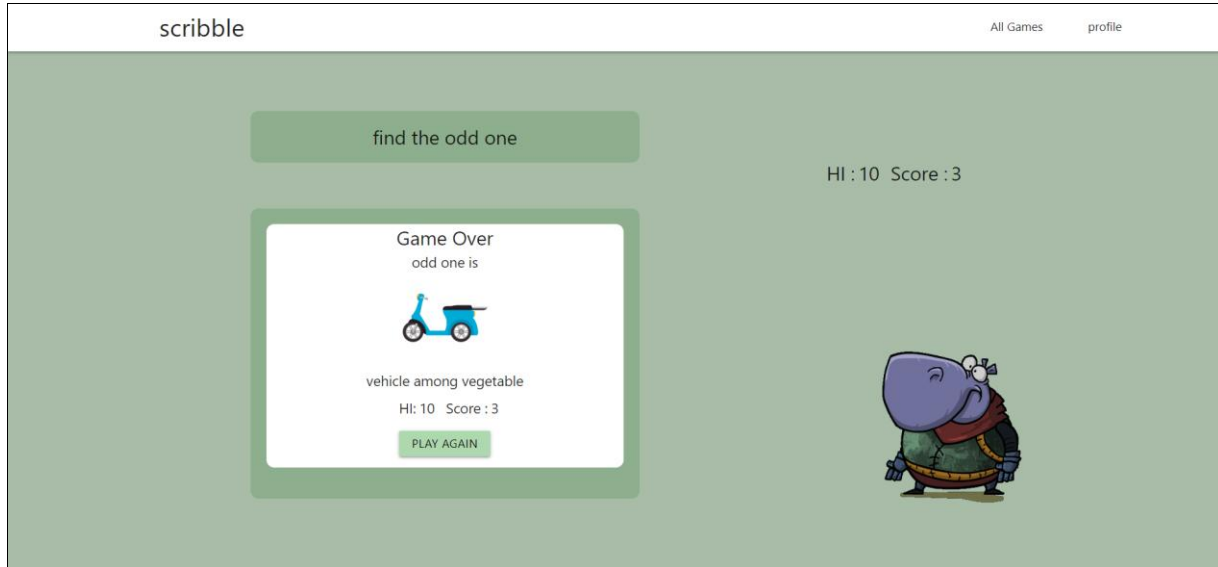 scribble
All Games profile
find the odd one
HI : 10 Score : 3
Game Over
odd one is
vehicle among vegetable
HI: 10 Score : 3
PLAY AGAIN